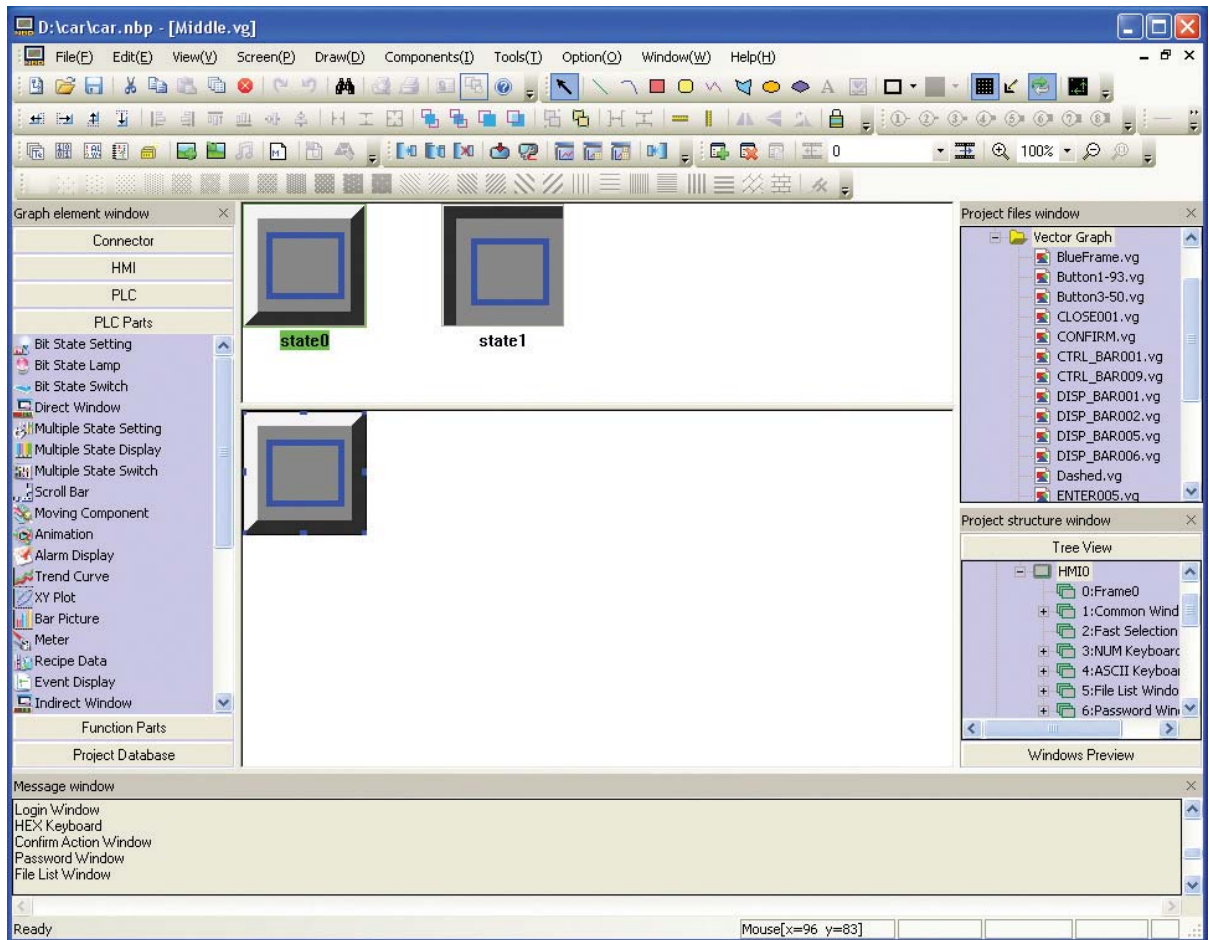 D:\car\car.nbp - [Middle.vg]
File(F) Edit(E) View(V) Screen(P) Draw(D) Components(I) Tools(T) Option(O) Window(W) Help(H)
A
0
100%
Graph element window
Connector
HMI
PLC
PLC Parts
Bit State Setting
Bit State Lamp
Bit State Switch
Direct Window
Multiple State Setting
Multiple State Display
Multiple State Switch
Scroll Bar
Moving Component
Animation
Alarm Display
Trend Curve
XY Plot
Bar Picture
Meter
Recipe Data
Event Display
Indirect Window
Function Parts
Project Database
state0
state1
Project files window
Vector Graph
BlueFrame.vg
Button1-93.vg
Button3-50.vg
CLOSE001.vg
CONFIRM.vg
CTRL_BAR001.vg
CTRL_BAR009.vg
DISP_BAR001.vg
DISP_BAR002.vg
DISP_BAR005.vg
DISP_BAR006.vg
Dashed.vg
ENTER005.vg
Project structure window
Tree View
HMI0
0:Frame0
1:Common Wind
2:Fast Selection
3:NUM Keyboarc
4:ASCII Keyboar
5:File List Windo
6:Password Win
Windows Preview
Message window
Login Window
HEX Keyboard
Confirm Action Window
Password Window
File List Window
Ready
Mouse[x=96 y=83]